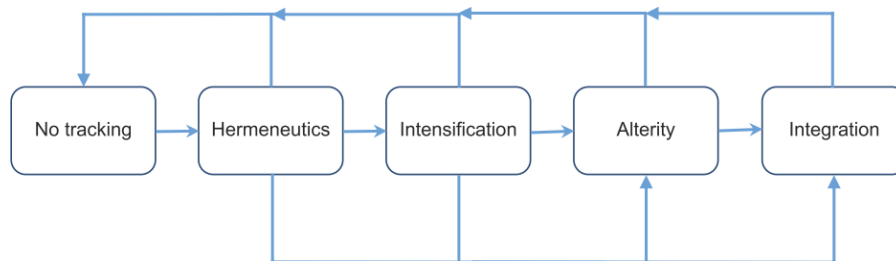 No tracking
Hermeneutics
Intensification
Alterity
Integration